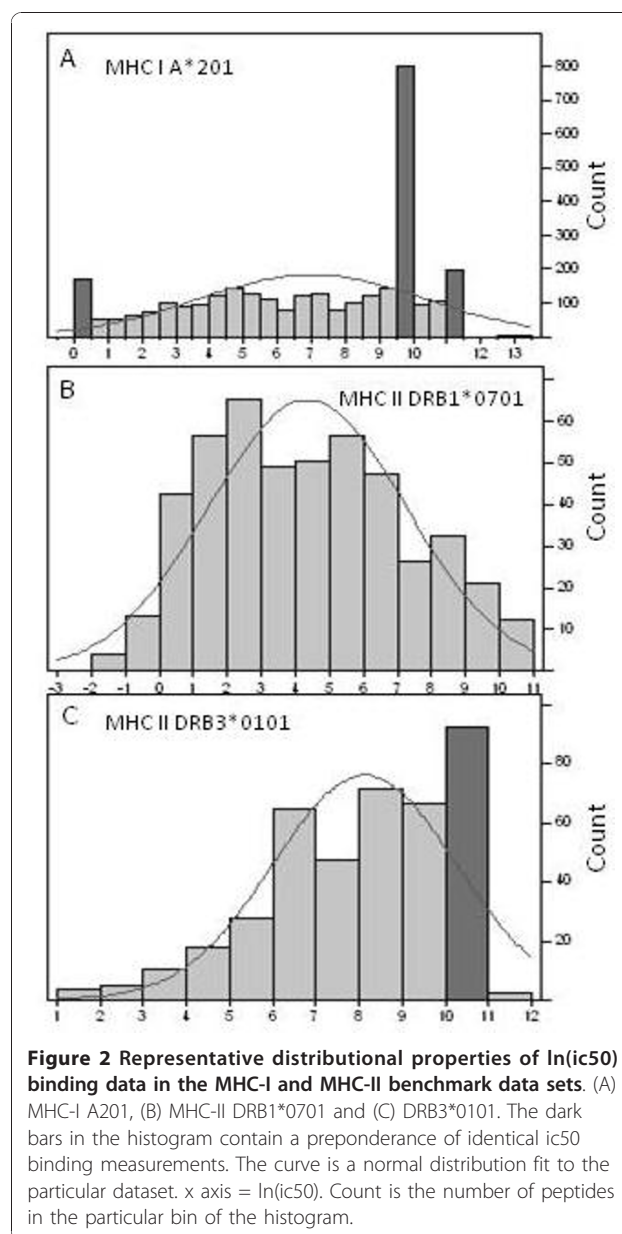 A
MHC I A*201
800
700
600
500
400
300
200
100
Count
0 1 2 3 4 5 6 7 8 9 10 11 12 13
B
MHC II DRB1*0701
60
50
40
30
20
10
Count
-3 -2 -1 0 1 2 3 4 5 6 7 8 9 10 11
C
MHC II DRB3*0101
80
60
40
20
Count
1 2 3 4 5 6 7 8 9 10 11 12
Figure 2 Representative distributional properties of ln(ic50)
binding data in the MHC-I and MHC-II benchmark data sets. (A)
MHC-I A201, (B) MHC-II DRB1*0701 and (C) DRB3*0101. The dark
bars in the histogram contain a preponderance of identical ic50
binding measurements. The curve is a normal distribution fit to the
particular dataset. x axis = ln(ic50). Count is the number of peptides
in the particular bin of the histogram.